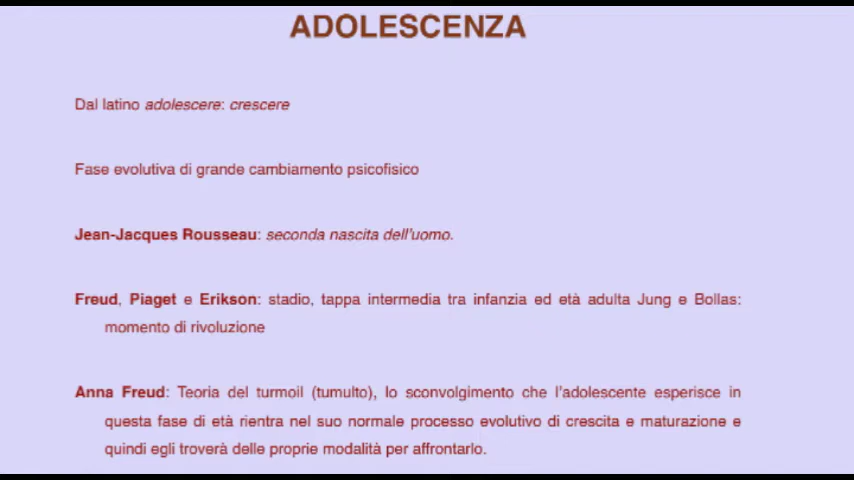 ADOLESCENZA
Dal latino adolescere: crescere
Fase evolutiva di grande cambiamento psicofisico
Jean-Jacques Rousseau: seconda nascita dell'uomo.
Freud, Piaget e Erikson: stadio, tappa intermedia tra infanzia ed età adulta Jung e Bollas:
momento di rivoluzione
Anna Freud: Teoria del turmoil (tumulto), lo sconvolgimento che l'adolescente esperisce in
questa fase di età rientra nel suo normale processo evolutivo di crescita e maturazione e
quindi egli troverà delle proprie modalità per affrontarlo.